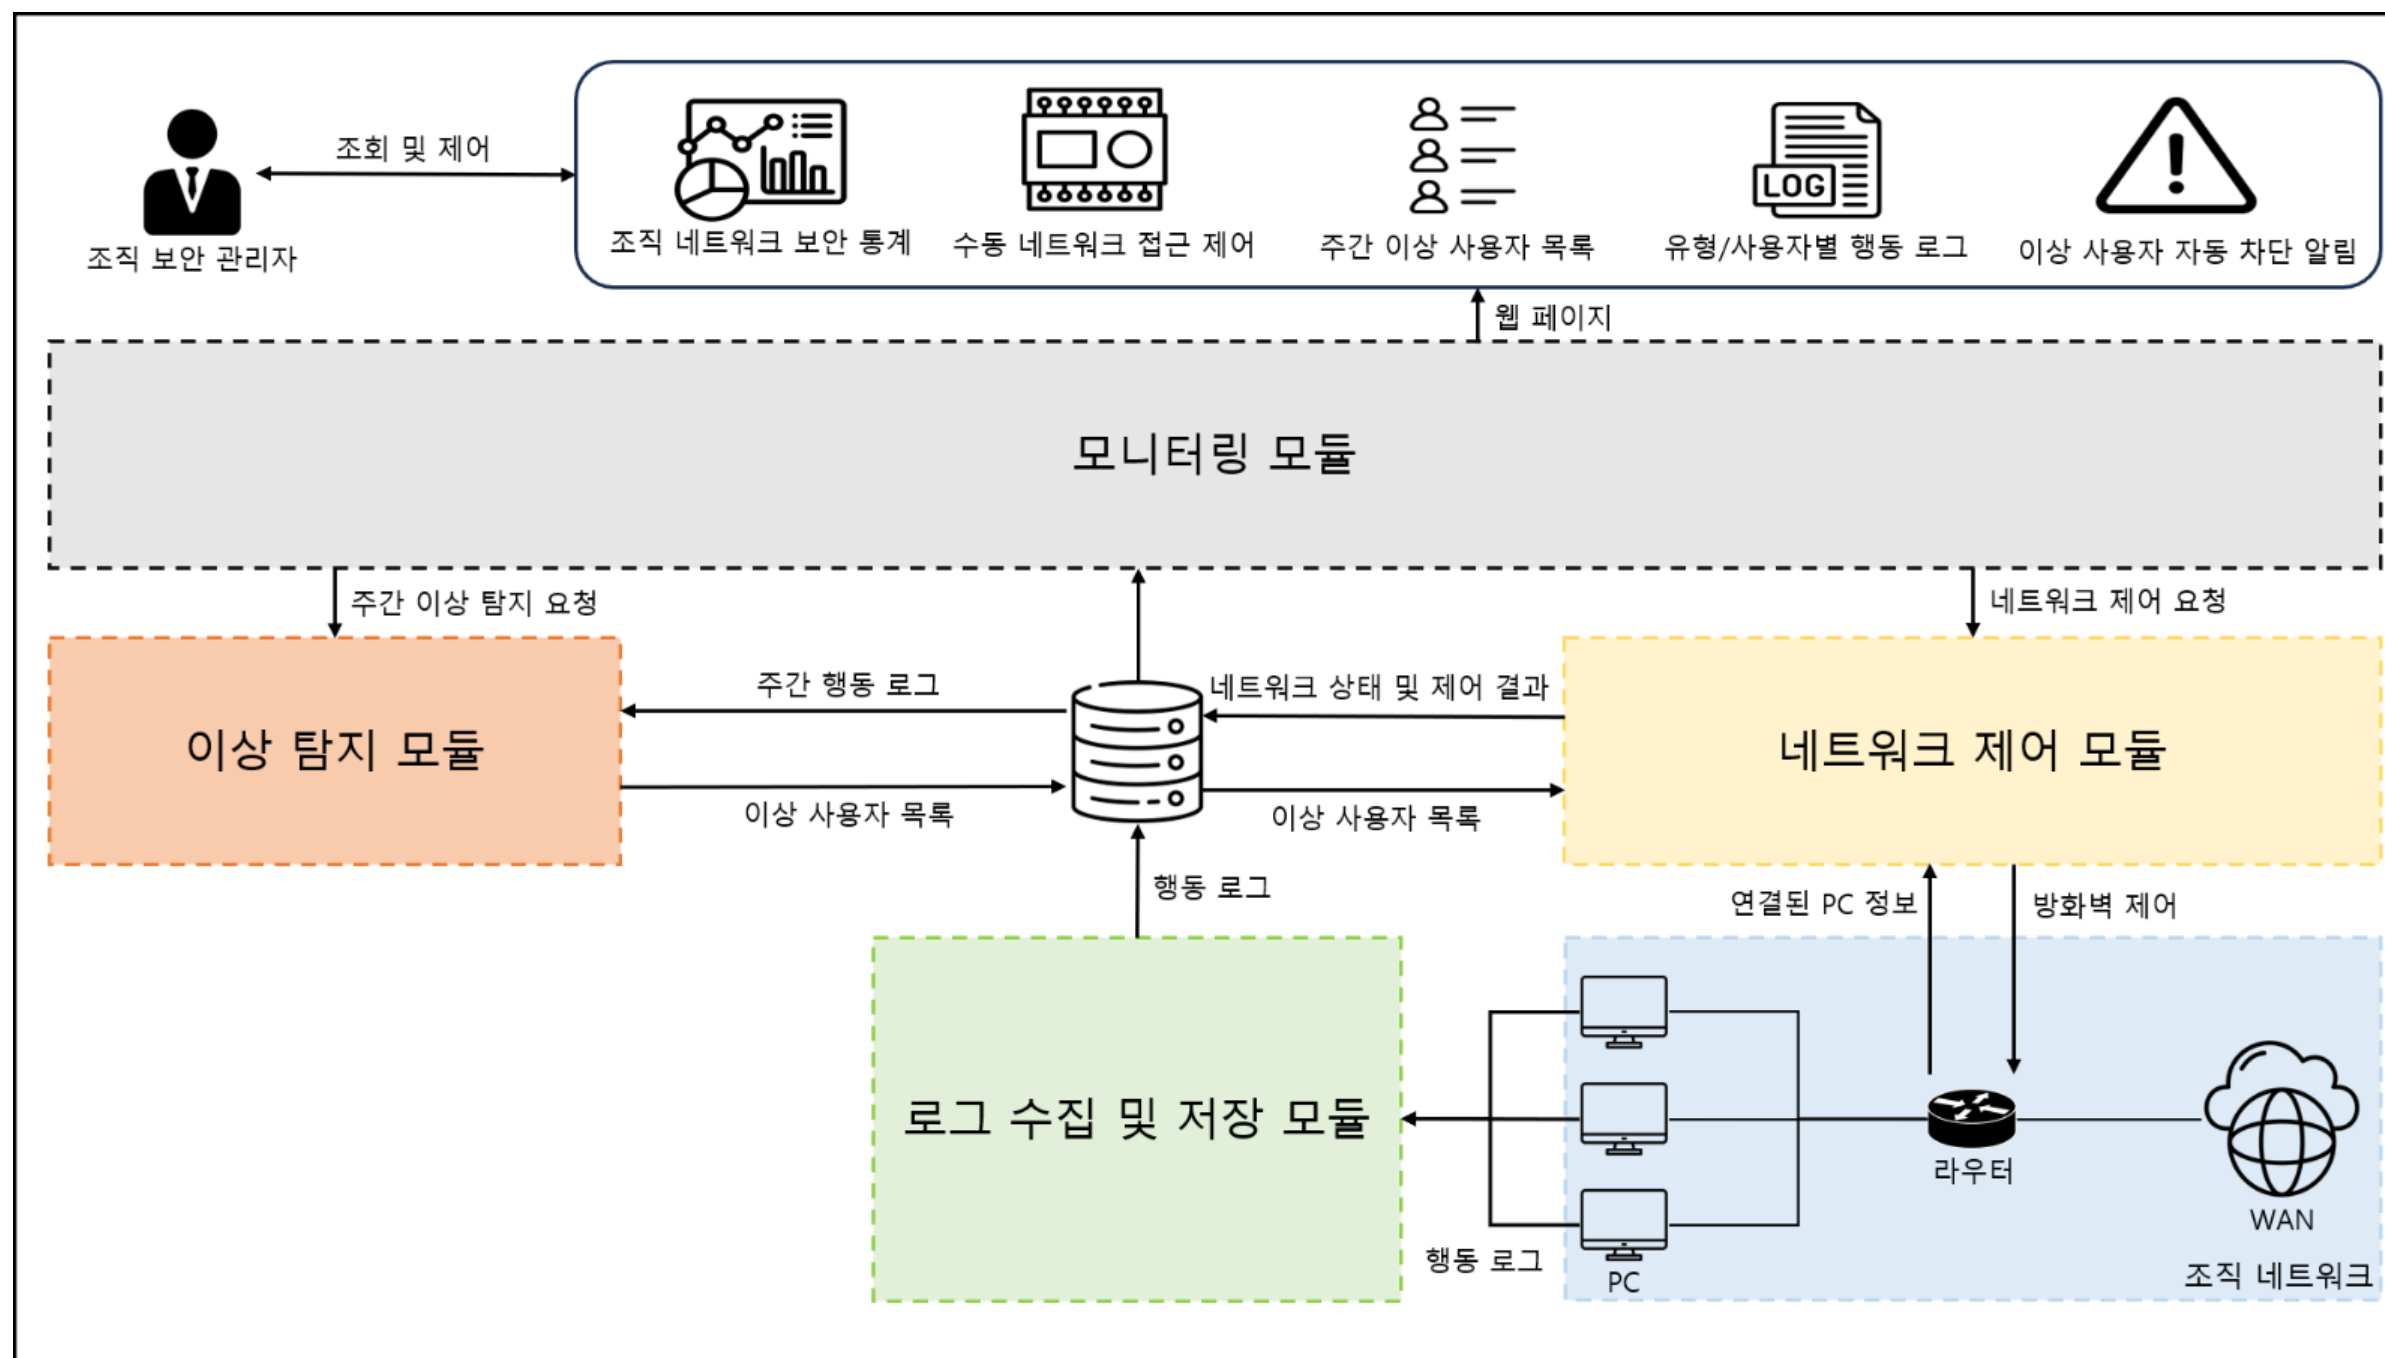 조회 및 제어
조직 보안 관리자
조직 네트워크 보안 통계
수동 네트워크 접근 제어
주간 이상 사용자 목록
LOG
유형/사용자별 행동 로그
이상 사용자 자동 차단 알림
웹 페이지
모니터링 모듈
주간 이상 탐지 요청
네트워크 제어 요청
주간 행동 로그
네트워크 상태 및 제어 결과
이상 탐지 모듈
네트워크 제어 모듈
이상 사용자 목록
이상 사용자 목록
행동 로그
연결된 PC 정보
방화벽 제어
로그 수집 및 저장 모듈
라우터
WAN
행동 로그
PC
조직 네트워크